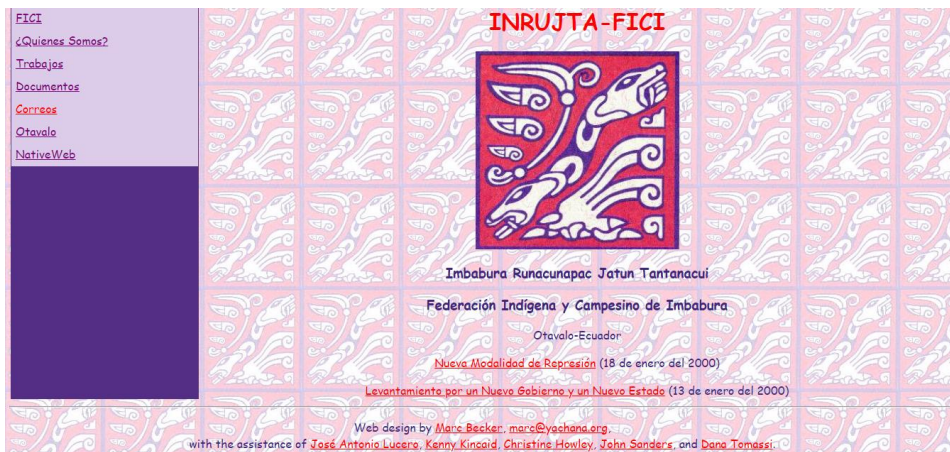 FICI
¿Quienes Somos?
Trabajos
Documentos
Correos
Otavalo
NativeWeb
INRUJTA-FICI
Imbabura Runacunapac Jatun Tantanacui
Federación Indígena y Campesino de Imbabura
Otavalo-Ecuador
Nueva Modalidad de Represión (18 de enero del 2000)
Levantamiento por un Nuevo Gobierno y un Nuevo Estado (13 de enero del 2000)
Web design by Marc Becker, marc@yachana.org,
with the assistance of José Antonio Lucero, Kenny Kincaid, Christine Howley, John Sanders, and Dana Tomassi.